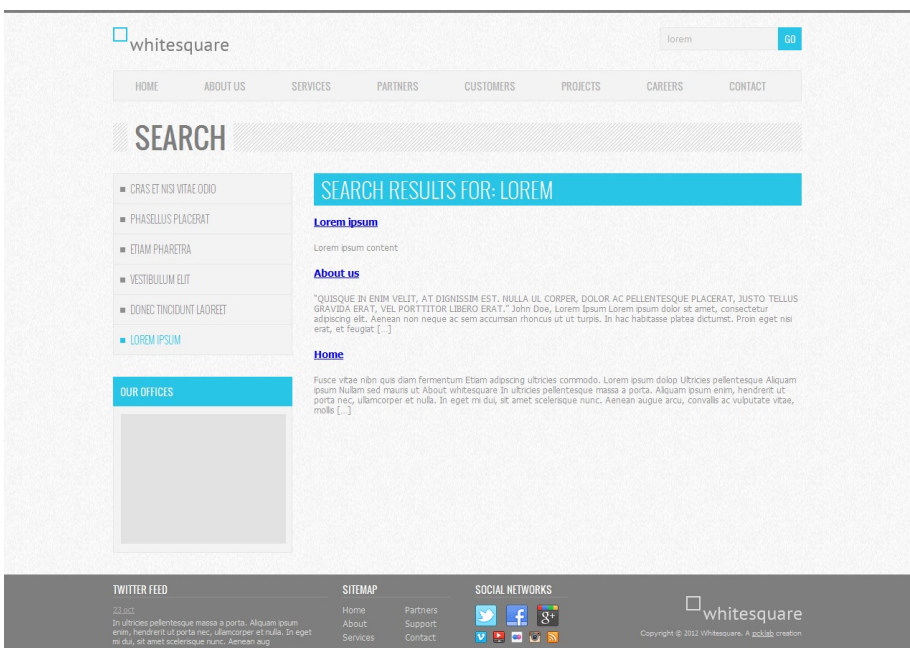 whitesquare
lorem
GO
HOME ABOUT US SERVICES PARTNERS CUSTOMERS PROJECTS CAREERS CONTACT
SEARCH
CRAS ET NISI VITAE ODIO
PHASELLUS PLACERAT
ETIAM PHARETRA
VESTIBULUM ELIT
DONEC TINCIDUNT LAOREET
LOREM IPSUM
OUR OFFICES
SEARCH RESULTS FOR: LOREM
Lorem ipsum
Lorem ipsum content
About us
"QUISQUE IN ENIM VELIT, AT DIGNISSIM EST. NULLA UL CORPER, DOLOR AC PELLENTESQUE PLACERAT, JUSTO TELLUS
GRAVIDA ERAT, VEL PORTTITOR LIBERO ERAT." John Doe, Lorem Ipsum Lorem ipsum dolor sit amet, consectetur
adipiscing elit. Aenean non neque ac sem accumsan rhoncus ut ut turpis. In hac habitasse platea dictumst. Proin eget nisi
erat, et feugiat [...]
Home
Fusce vitae nibn quis diam fermentum Etiam adipscing ultricies commodo. Lorem ipsum dolop Ultricies pellentesque Aliquam
ipsum Nullam sed mauris ut About whitesquare In ultricies pellentesque massa a porta. Aliquam ipsum enim, hendrerit ut
porta nec, ullamcorper et nulla. In eget mi dui, sit amet scelerisque nunc. Aenean augue arcu, convallis ac vulputate vitae,
mollis [...]
TWITTER FEED
23 oct
In ultricies pellentesque massa a porta. Aliquam ipsum
enim, hendrerit ut porta nec, ullamcorper et nulla. In eget
mi dui, sit amet scelerisque nunc. Aenean aug
SITEMAP
Home Partners
About Support
Services Contact
SOCIAL NETWORKS
whitesquare
Copyright © 2012 Whitesquare. A pcklab creation